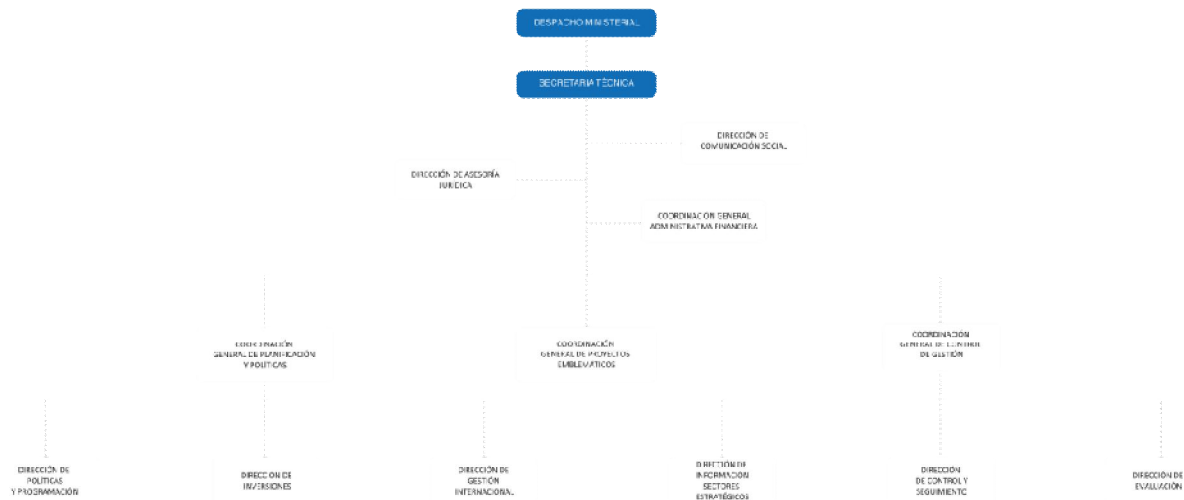 DESPACHO MINISTERIAL
SECRETARIA TÉCNICA
DIRECCIÓN DE
COMUNICACIÓN SOCIAL
DIRECCIÓN DE ASESORÍA
JURÍDICA
COORDINACIÓN GENERAL
ADMINISTRATIVA FINANCIERA
COORDINACIÓN
GENERAL DE PLANIFICACIÓN
Y POLÍTICAS
COORDINACIÓN
GENERAL DE PROYECTOS
EMBLEMÁTICOS
COORDINACIÓN
GENERAL DE CONTROL
DE GESTIÓN
DIRECCIÓN DE
POLÍTICAS
Y PROGRAMACIÓN
DIRECCIÓN DE
INVERSIONES
DIRECCIÓN DE
GESTIÓN
INTERNACIONAL
DIRECCIÓN DE
INFORMACIÓN
SECTORES
ESTRATÉGICOS
DIRECCIÓN
DE CONTROL Y
SEGUIMIENTO
DIRECCIÓN DE
EVALUACIÓN